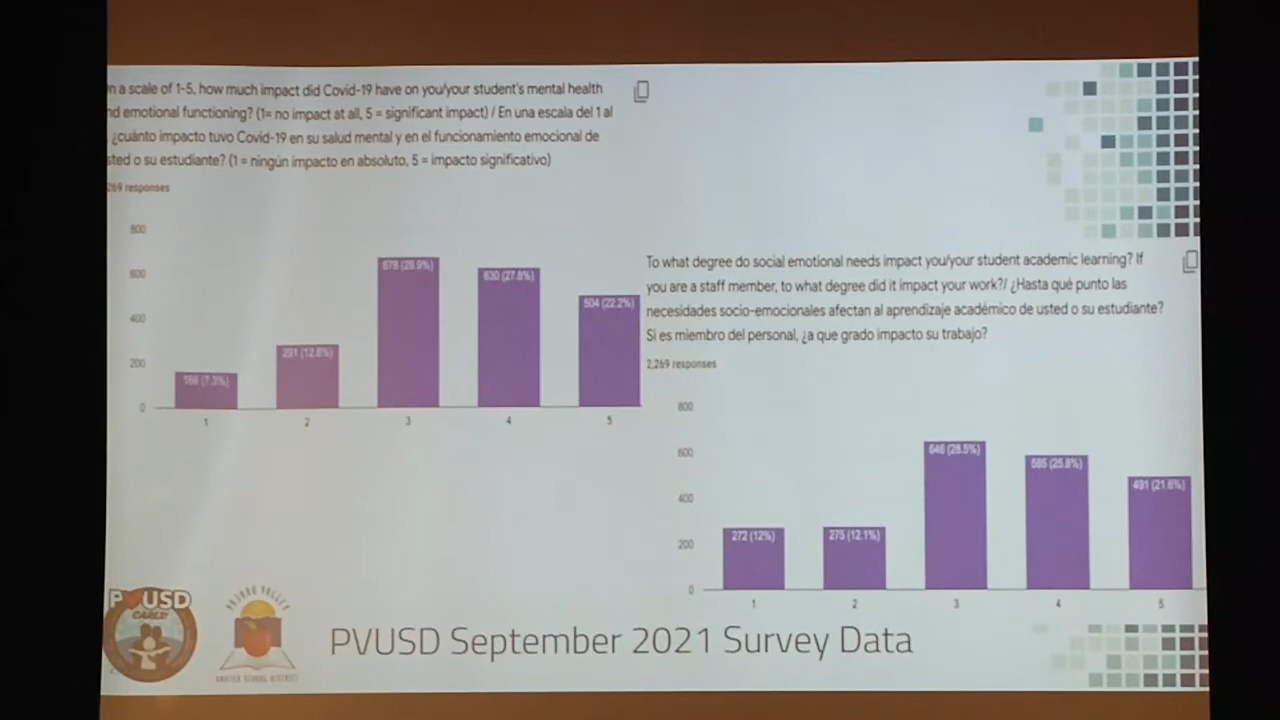 n a scale of 1-5, how much impact did Covid-19 have on you/your student's mental health
nd emotional functioning? (1= no impact at all, 5 = significant impact) / En una escala del 1 al
¿cuánto impacto tuvo Covid-19 en su salud mental y en el funcionamiento emocional de
sted o su estudiante? (1 = ningún impacto en absoluto, 5 = impacto significativo)
269 responses
800
600
400
200
0
166 (7.3%)
291 (12.8%)
678 (29.9%)
630 (27.8%)
504 (22.2%)
1
2
3
4
5
To what degree do social emotional needs impact you/your student academic learning? If
you are a staff member, to what degree did it impact your work?/ ¿Hasta qué punto las
necesidades socio-emocionales afectan al aprendizaje académico de usted o su estudiante?
Si es miembro del personal, ¿a que grado impacto su trabajo?
2,269 responses
800
600
400
200
0
272 (12%)
275 (12.1%)
646 (28.5%)
585 (25.8%)
491 (21.6%)
1
2
3
4
5
PVUSD
CARES!
PAJARO VALLEY
UNIFIED SCHOOL DISTRICT
PVUSD September 2021 Survey Data